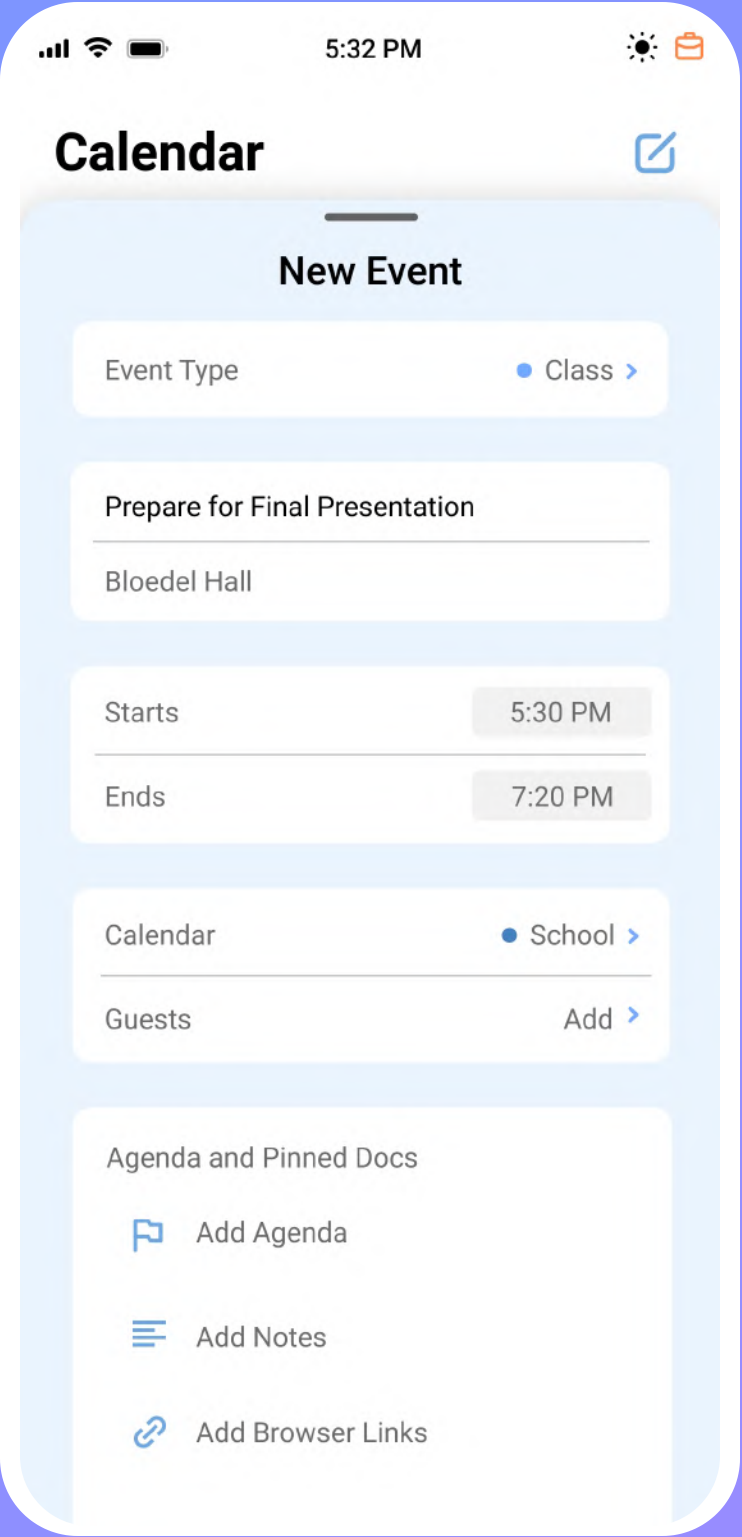 5:32 PM
Calendar
New Event
Event Type Class
Prepare for Final Presentation
Bloedel Hall
Starts 5:30 PM
Ends 7:20 PM
Calendar School
Guests Add
Agenda and Pinned Docs
Add Agenda
Add Notes
Add Browser Links